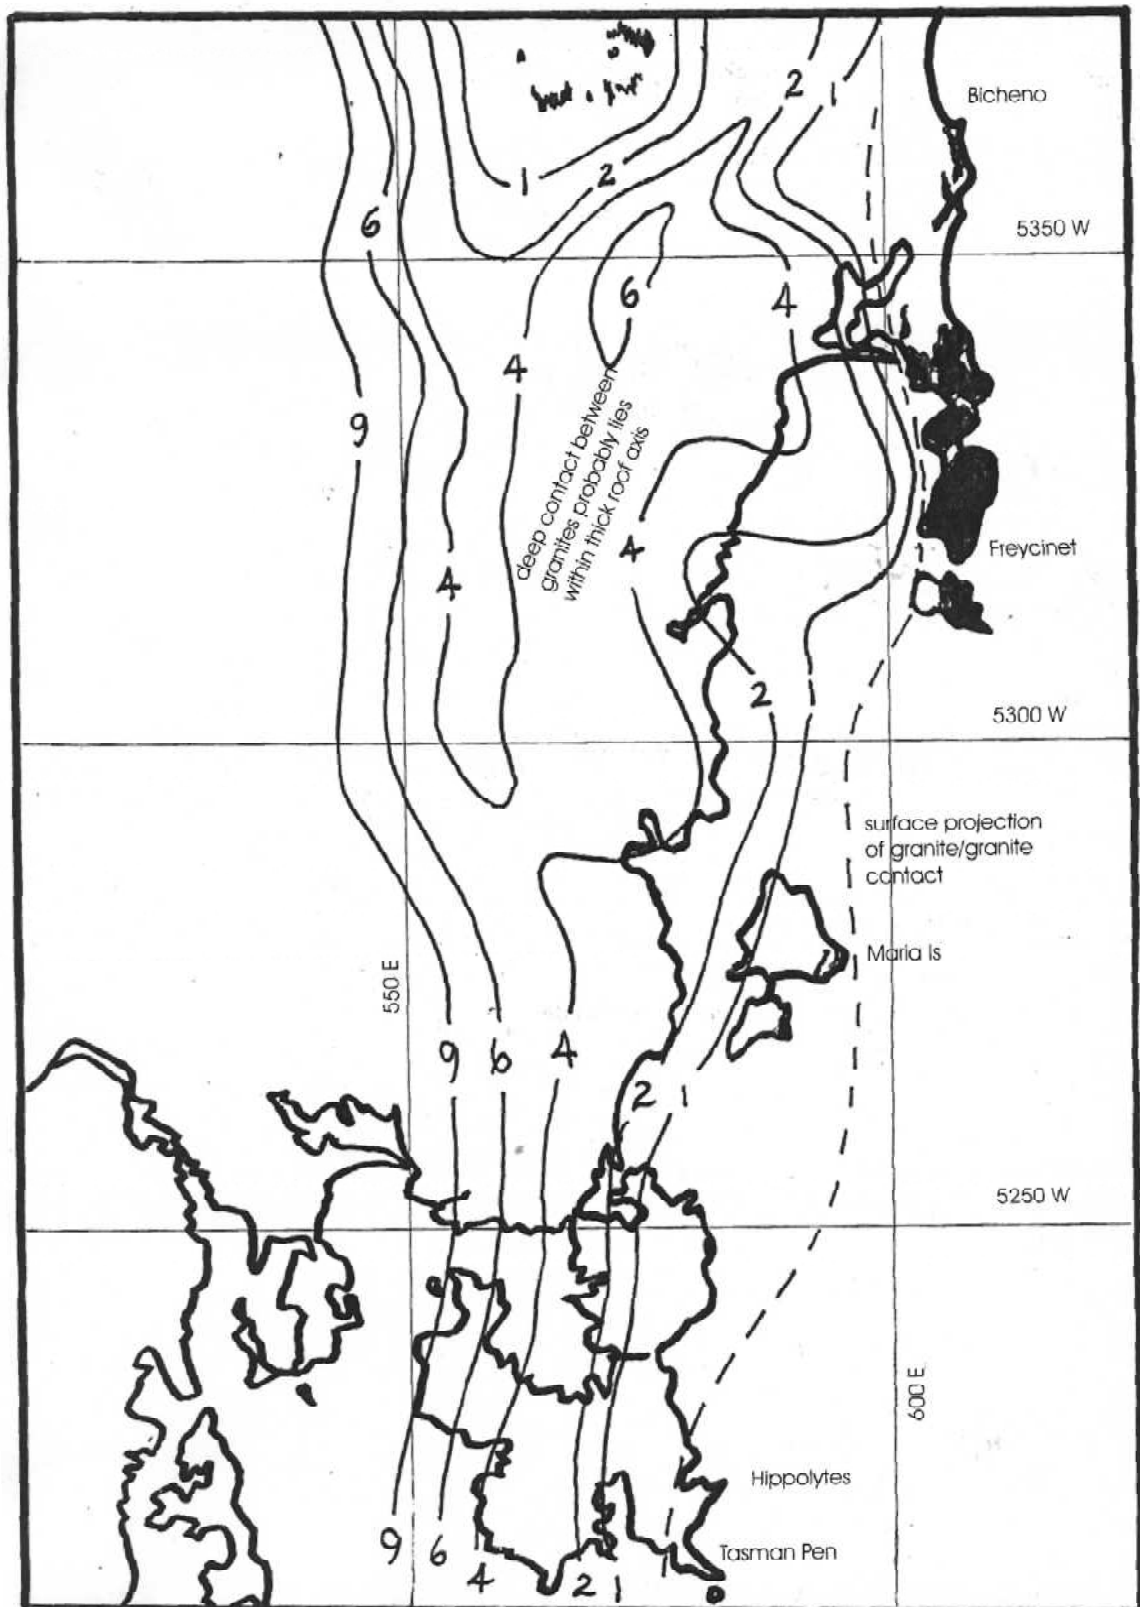 2
1
Bicheno
1
2
6
5350 W
6
4
4
9
deep contact between
granites probably lies
within thick roof axis
4
Freycinet
4
2
5300 W
surface projection
of granite/granite
contact
Maria Is
550 E
9
6
4
2
1
5250 W
600 E
Hippolytes
9
6
4
2
1
Tasman Pen